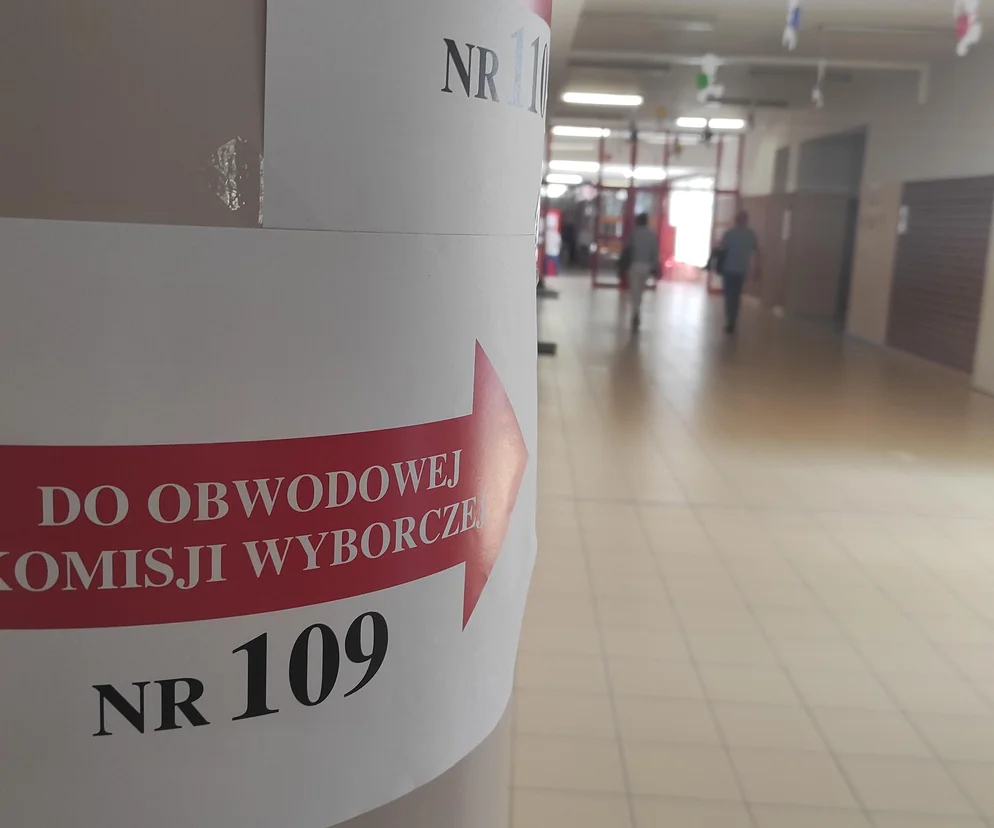 NR 110
DO OBWODOWEJ
KOMISJI WYBORCZEJ
NR 109